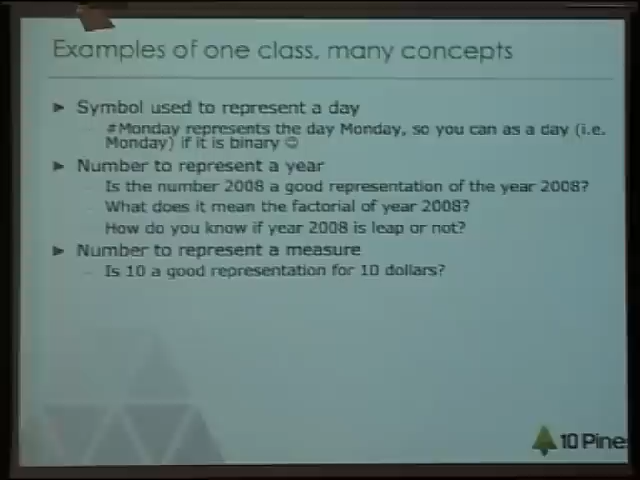 Examples of one class, many concepts
Symbol used to represent a day
#Monday represents the day Monday, so you can as a day (i.e.
Monday) if it is binary ☺
Number to represent a year
Is the number 2008 a good representation of the year 2008?
What does it mean the factorial of year 2008?
How do you know if year 2008 is leap or not?
Number to represent a measure
Is 10 a good representation for 10 dollars?
10 Pine